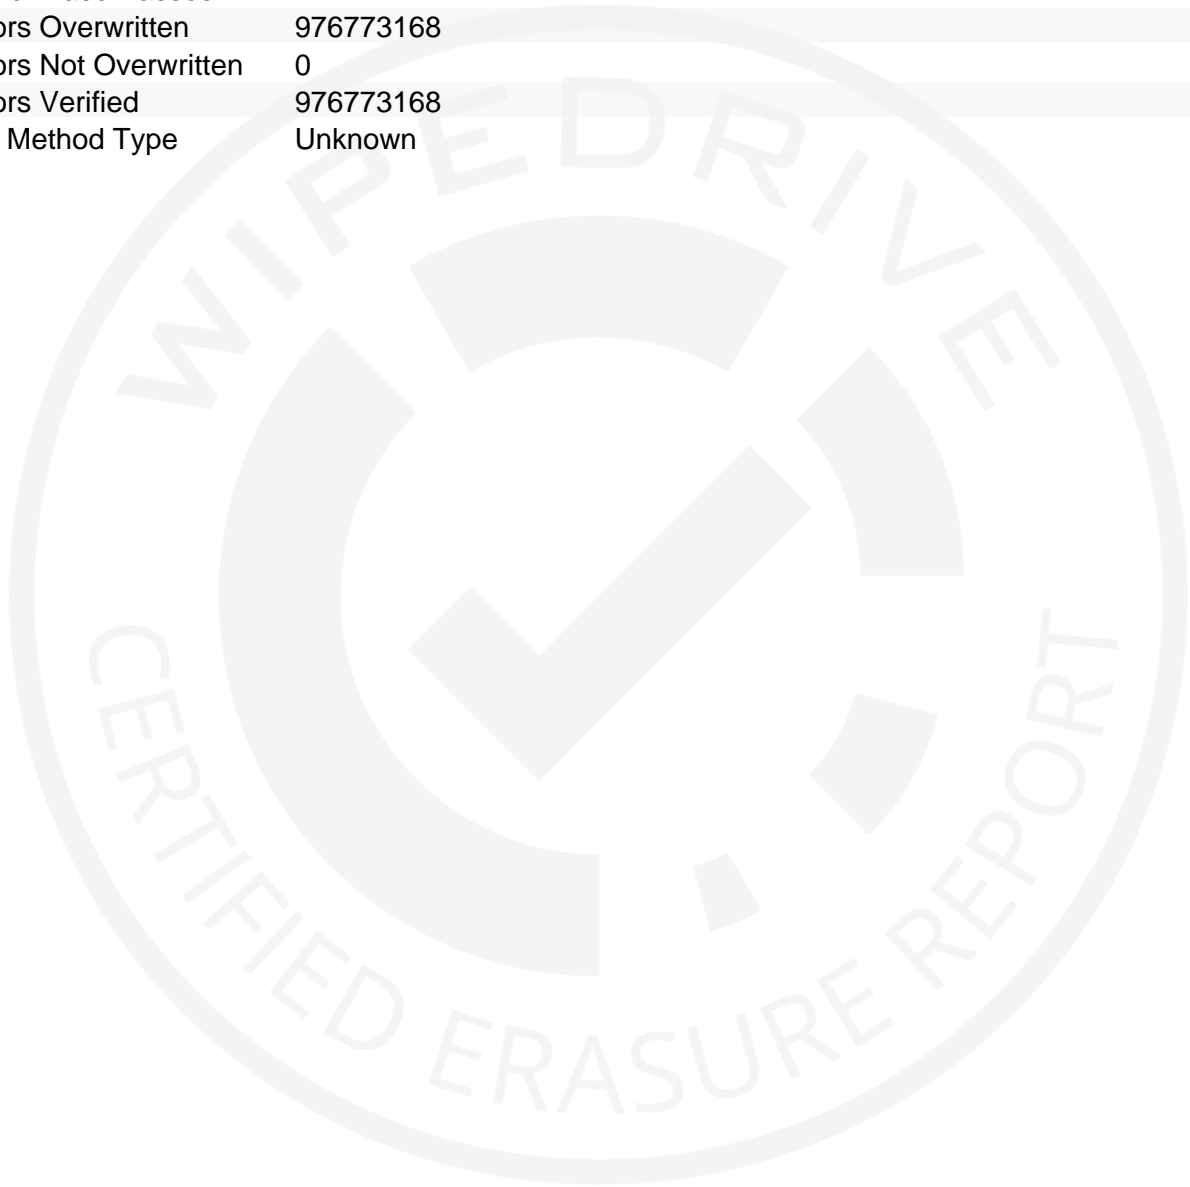 ors Overwritten 976773168
ors Not Overwritten 0
ors Verified 976773168
Method Type Unknown
WIPEDRIVE
CERTIFIED ERASURE REPORT